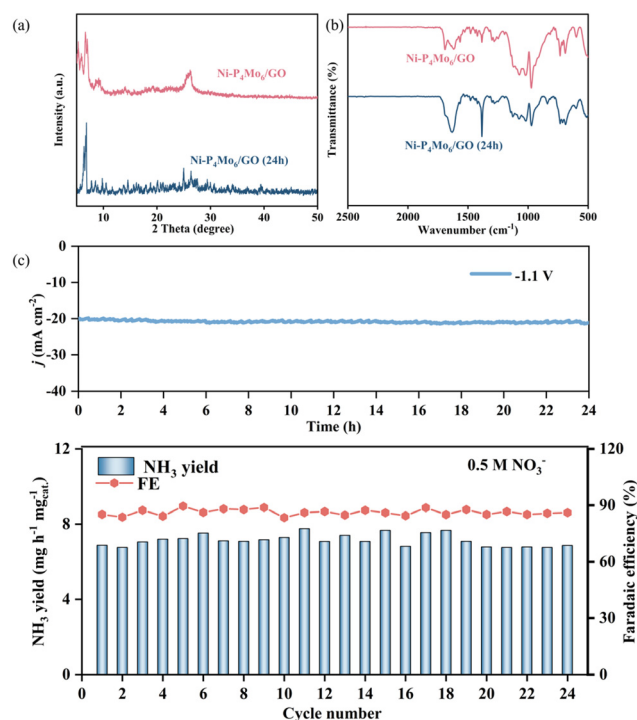 (a)
Intensity (a.u.)
Ni-P₄Mo₆/GO
Ni-P₄Mo₆/GO (24h)
10 20 30 40 50
2 Theta (degree)
(b)
Transmittance (%)
Ni-P₄Mo₆/GO
Ni-P₄Mo₆/GO (24h)
2500 2000 1500 1000 500
Wavenumber (cm⁻¹)
(c)
0
-10
-20
-30
-40
j (mA cm⁻²)
-1.1 V
0 2 4 6 8 10 12 14 16 18 20 22 24
Time (h)
12
8
4
0
NH₃ yield (mg h⁻¹ mg⁻¹cat.)
NH₃ yield
FE
0.5 M NO₃⁻
120
90
60
30
0
Faradaic efficiency (%)
0 2 4 6 8 10 12 14 16 18 20 22 24
Cycle number